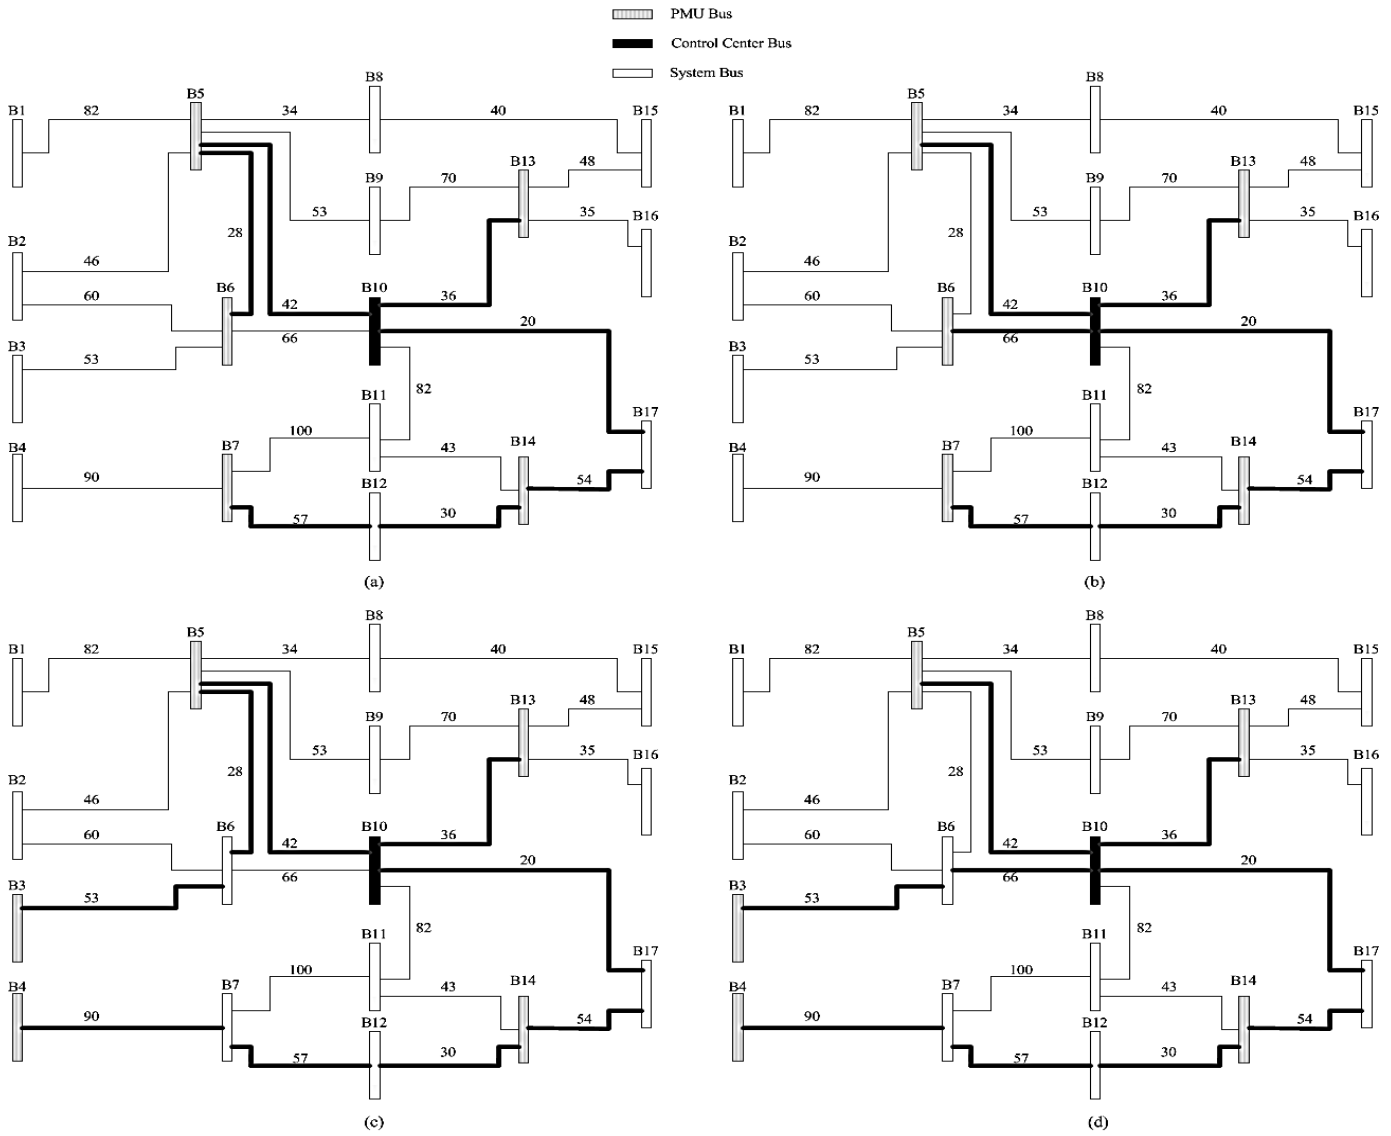 PMU Bus
Control Center Bus
System Bus
B1 82 B5 34 B8 40 B15
B13 48
B9 70
53 35 B16
B2 28
46
60 B6 42 B10 36 20
66
B3 53
82
B11
B4 B7 100 43 B14 B17
90 B12 54
57 30
(a)
B1 82 B5 34 B8 40 B15
B13 48
B9 70
53 35 B16
B2 28
46
60 B6 42 B10 36 20
66
B3 53
82
B11
B4 B7 100 43 B14 B17
90 B12 54
57 30
(b)
B1 82 B5 34 B8 40 B15
B13 48
B9 70
53 35 B16
B2 28
46
60 B6 42 B10 36 20
66
B3 53
82
B11
B4 B7 100 43 B14 B17
90 B12 54
57 30
(c)
B1 82 B5 34 B8 40 B15
B13 48
B9 70
53 35 B16
B2 28
46
60 B6 42 B10 36 20
66
B3 53
82
B11
B4 B7 100 43 B14 B17
90 B12 54
57 30
(d)